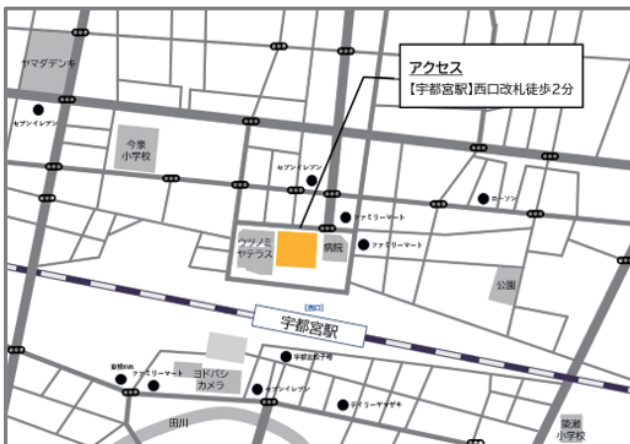 アクセス
【宇都宮駅】西口改札徒歩2分
ヤマダデンキ
セブンイレブン
今泉
小学校
セブンイレブン
ローソン
ファミリーマート
ウツノミ
ヤテラス
病院
ファミリーマート
公園
[西口]
宇都宮駅
ファミリーマート
ヨドバシ
カメラ
セブンイレブン
デイリーヤマザキ
田川
簗瀬
小学校